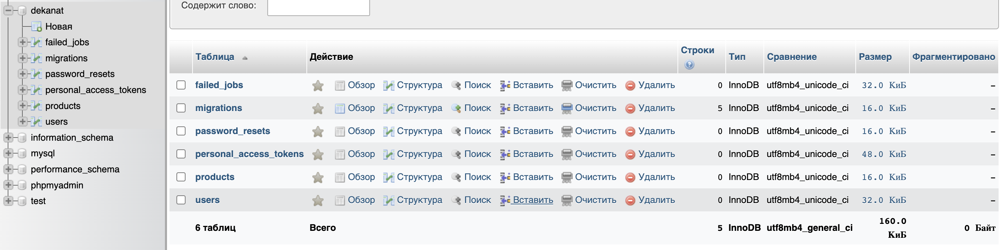 dekanat
Новая
failed_jobs
migrations
password_resets
personal_access_tokens
products
users
information_schema
mysql
performance_schema
phpmyadmin
test
Содержит слово:
Таблица Действие Строки Тип Сравнение Размер Фрагментировано
failed_jobs Обзор Структура Поиск Вставить Очистить Удалить 0 InnoDB utf8mb4_unicode_ci 32.0 КиБ –
migrations Обзор Структура Поиск Вставить Очистить Удалить 5 InnoDB utf8mb4_unicode_ci 16.0 КиБ –
password_resets Обзор Структура Поиск Вставить Очистить Удалить 0 InnoDB utf8mb4_unicode_ci 16.0 КиБ –
personal_access_tokens Обзор Структура Поиск Вставить Очистить Удалить 0 InnoDB utf8mb4_unicode_ci 48.0 КиБ –
products Обзор Структура Поиск Вставить Очистить Удалить 0 InnoDB utf8mb4_unicode_ci 16.0 КиБ –
users Обзор Структура Поиск Вставить Очистить Удалить 0 InnoDB utf8mb4_unicode_ci 32.0 КиБ –
6 таблиц Всего 5 InnoDB utf8mb4_general_ci 160.0 КиБ 0 Байт